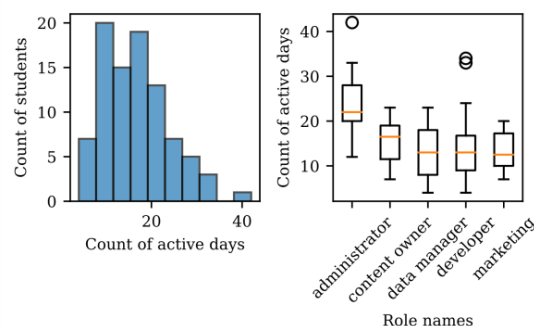 20
15
10
5
0
Count of students
20
40
Count of active days
40
30
20
10
Count of active days
administrator
content owner
data manager
developer
marketing
Role names